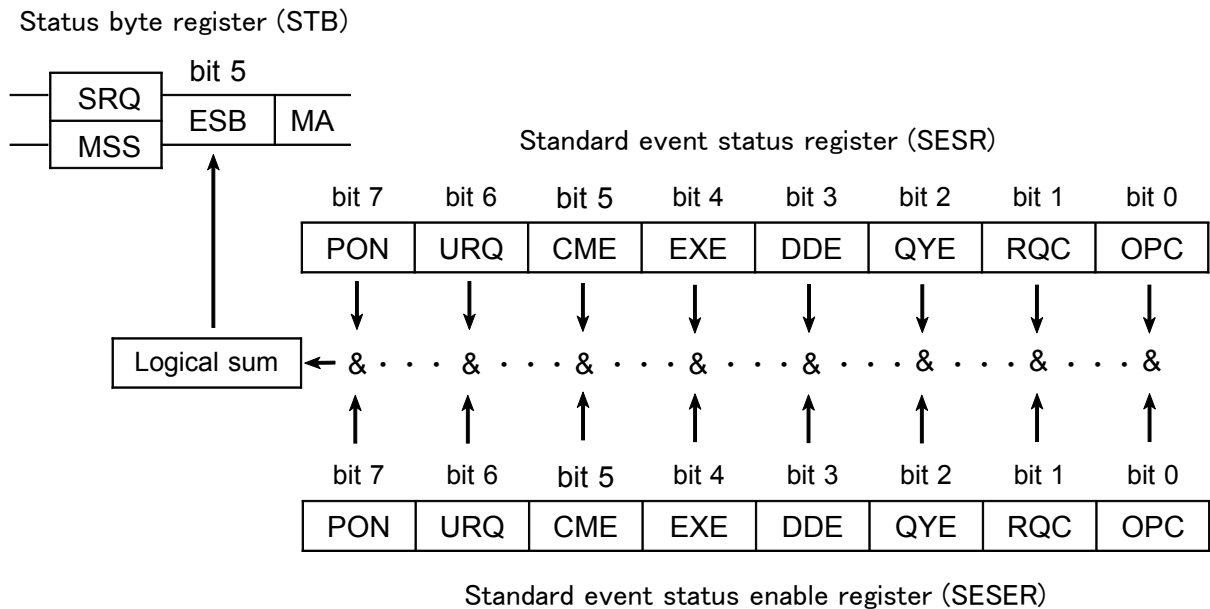 Status byte register (STB)
bit 5
SRQ
MSS
ESB
MA
Standard event status register (SESR)
bit 7 bit 6 bit 5 bit 4 bit 3 bit 2 bit 1 bit 0
PON URQ CME EXE DDE QYE RQC OPC
Logical sum & · · · · & · · · · & · · · · & · · · · & · · · · & · · · · & · · · · &
bit 7 bit 6 bit 5 bit 4 bit 3 bit 2 bit 1 bit 0
PON URQ CME EXE DDE QYE RQC OPC
Standard event status enable register (SESER)